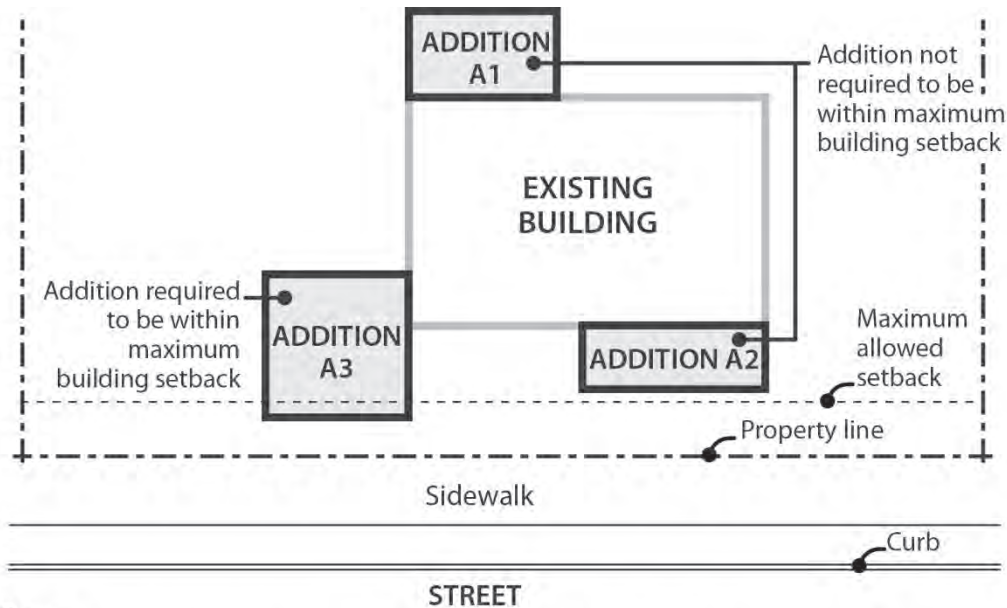 ADDITION
A1
Addition not
required to be
within maximum
building setback
EXISTING
BUILDING
Addition required
to be within
maximum
building setback
ADDITION
A3
ADDITION A2
Maximum
allowed
setback
Property line
Sidewalk
Curb
STREET